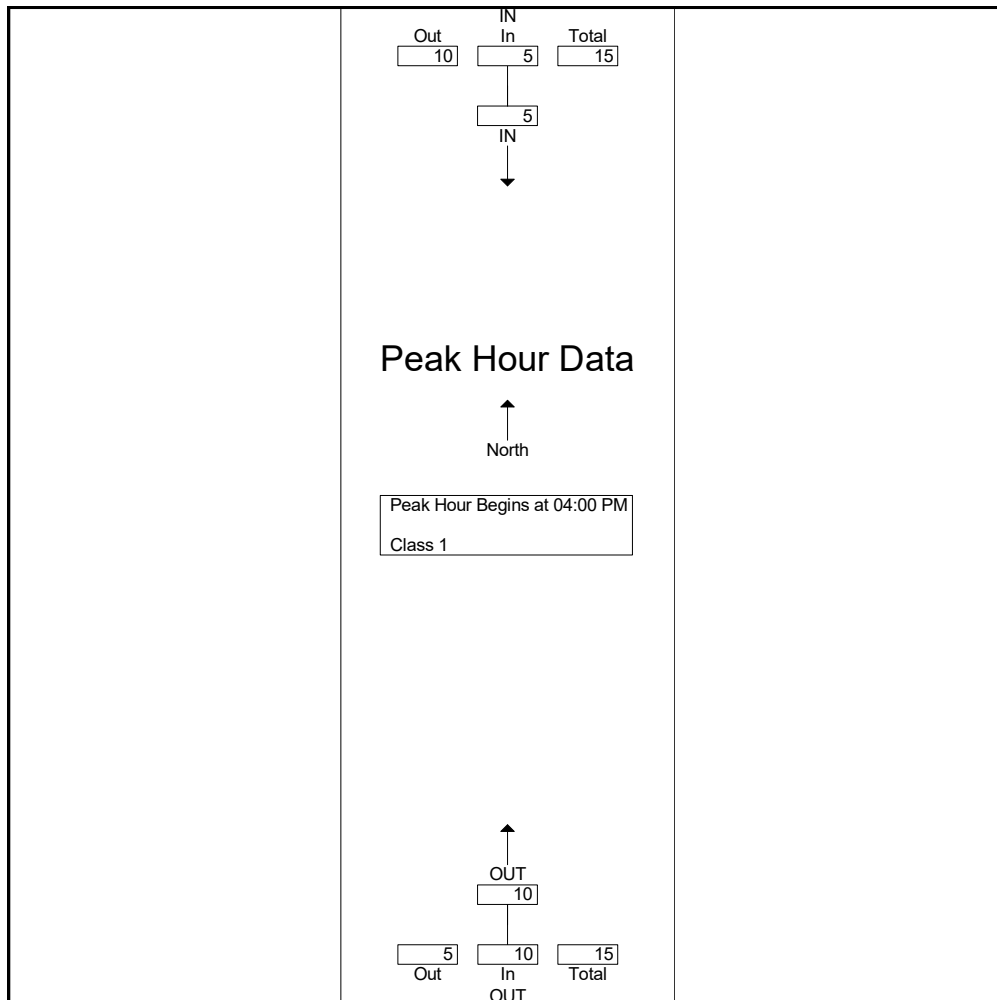 IN
Out In Total
10 5 15
5
IN
Peak Hour Data
North
Peak Hour Begins at 04:00 PM
Class 1
OUT
10
5 10 15
Out In Total
OUT